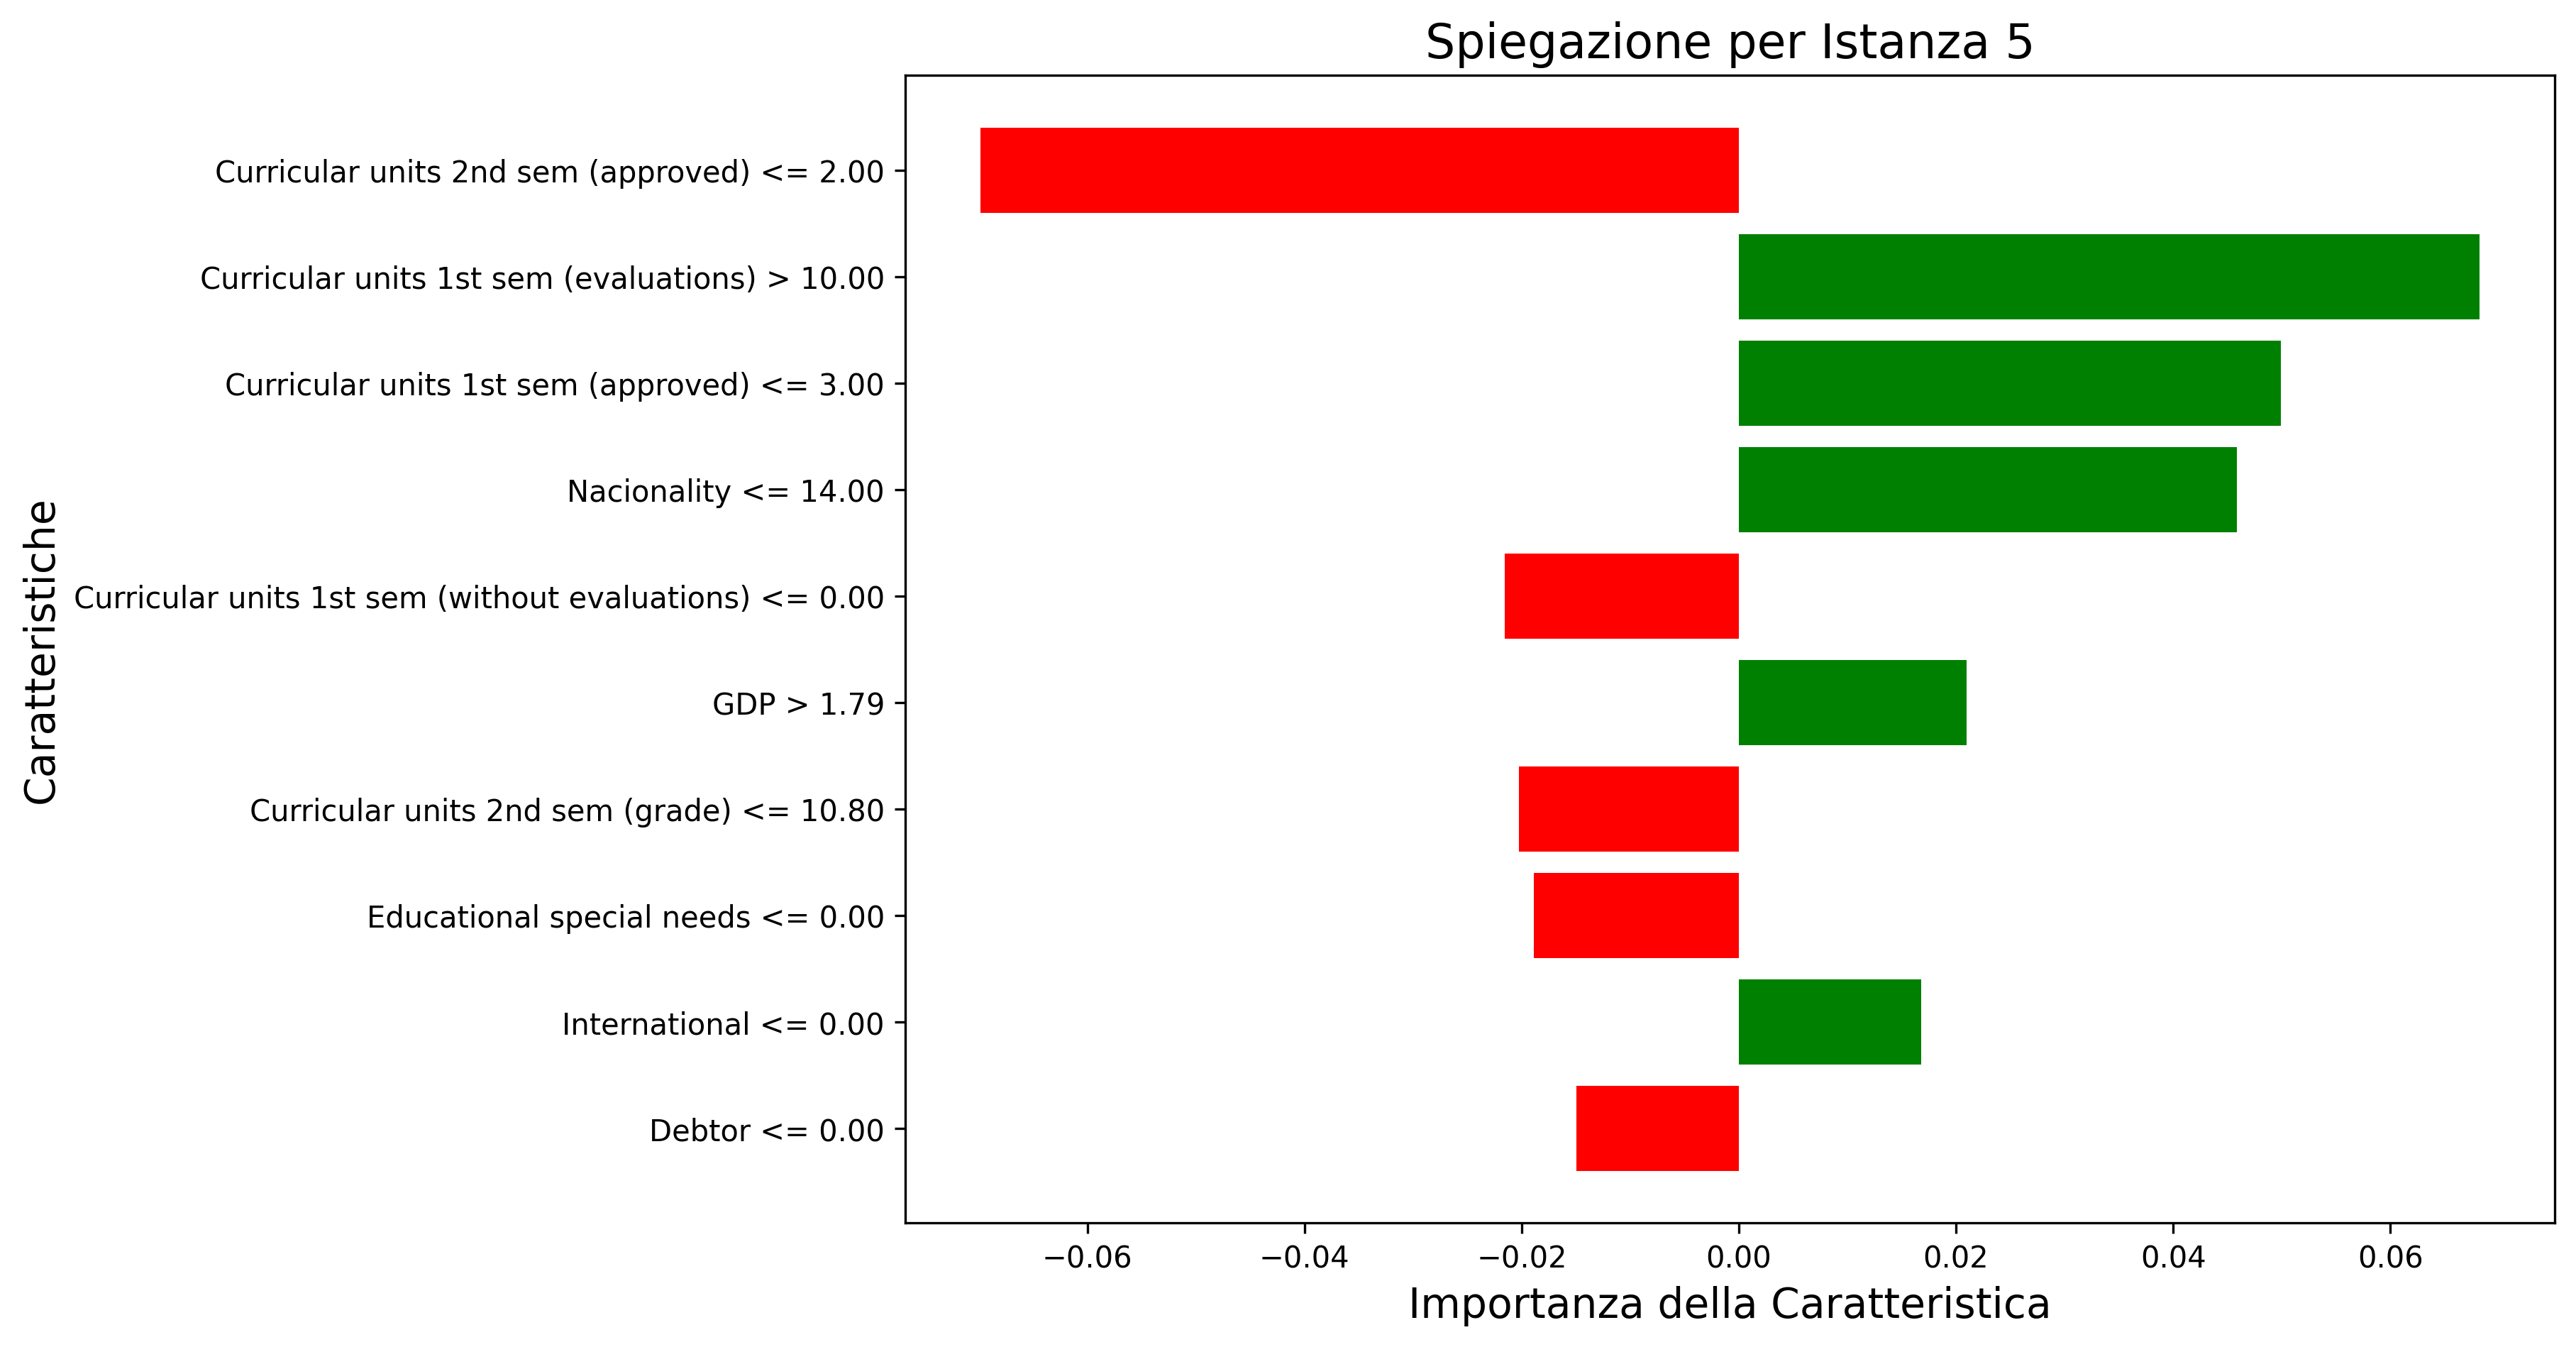 Spiegazione per Istanza 5
Caratteristiche
Curricular units 2nd sem (approved) <= 2.00
Curricular units 1st sem (evaluations) > 10.00
Curricular units 1st sem (approved) <= 3.00
Nacionality <= 14.00
Curricular units 1st sem (without evaluations) <= 0.00
GDP > 1.79
Curricular units 2nd sem (grade) <= 10.80
Educational special needs <= 0.00
International <= 0.00
Debtor <= 0.00
−0.06 −0.04 −0.02 0.00 0.02 0.04 0.06
Importanza della Caratteristica